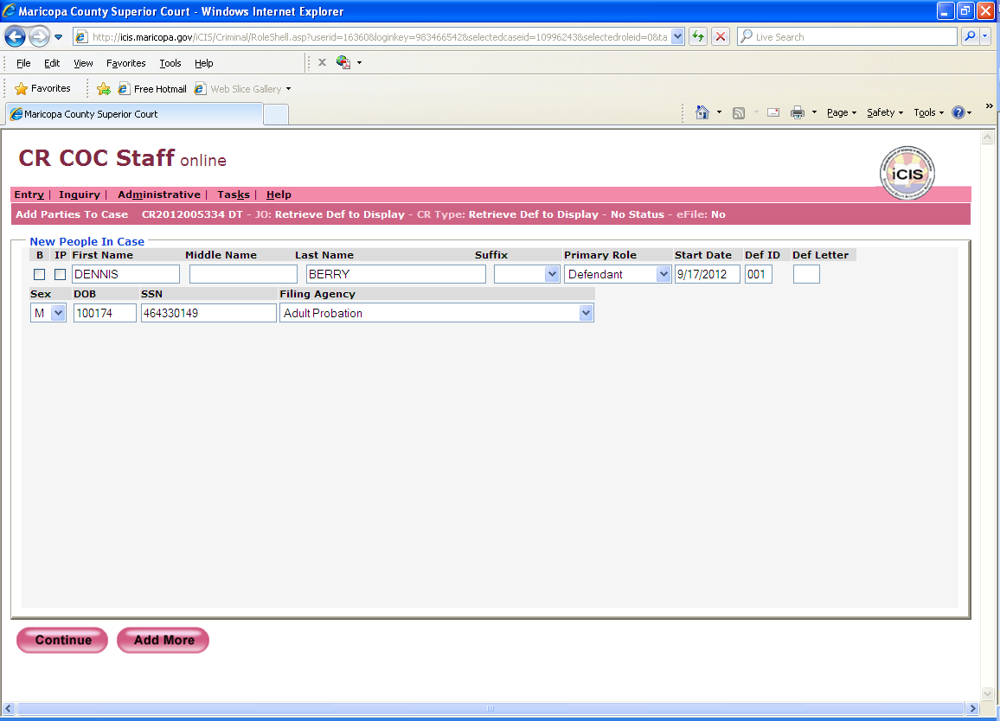 Maricopa County Superior Court - Windows Internet Explorer
http://icis.maricopa.gov/iCIS/Criminal/RoleShell.asp?userid=16360&loginkey=983466542&selectedcaseid=10996243&selectedroleid=0&ta
Live Search
File Edit View Favorites Tools Help
Favorites Free Hotmail Web Slice Gallery
Maricopa County Superior Court
Page Safety Tools
CR COC Staff online
iCIS
Entry | Inquiry | Administrative | Tasks | Help
Add Parties To Case CR2012005334 DT - JO: Retrieve Def to Display - CR Type: Retrieve Def to Display - No Status - eFile: No
New People In Case
B IP First Name Middle Name Last Name Suffix Primary Role Start Date Def ID Def Letter
DENNIS BERRY Defendant 9/17/2012 001
Sex DOB SSN Filing Agency
M 100174 464330149 Adult Probation
Continue Add More